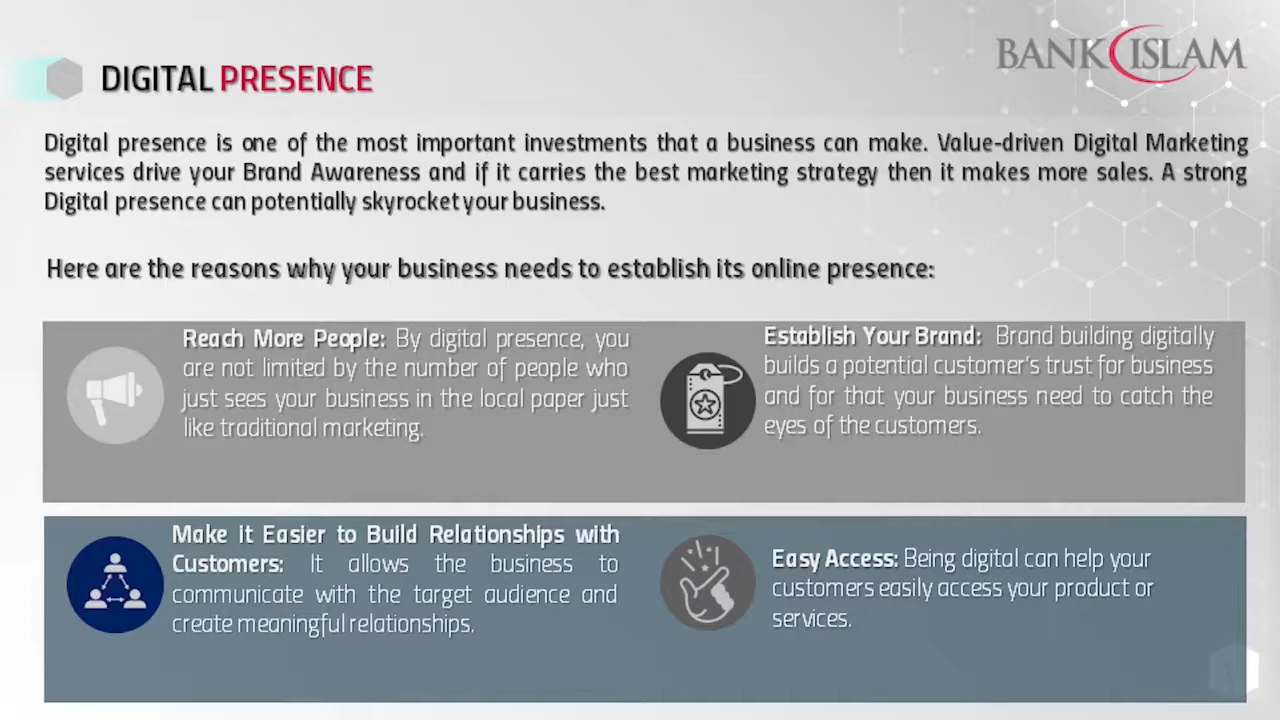 BANK ISLAM
DIGITAL PRESENCE
Digital presence is one of the most important investments that a business can make. Value-driven Digital Marketing
services drive your Brand Awareness and if it carries the best marketing strategy then it makes more sales. A strong
Digital presence can potentially skyrocket your business.
Here are the reasons why your business needs to establish its online presence:
Reach More People: By digital presence, you
are not limited by the number of people who
just sees your business in the local paper just
like traditional marketing.
Establish Your Brand: Brand building digitally
builds a potential customer's trust for business
and for that your business need to catch the
eyes of the customers.
Make it Easier to Build Relationships with
Customers: It allows the business to
communicate with the target audience and
create meaningful relationships.
Easy Access: Being digital can help your
customers easily access your product or
services.